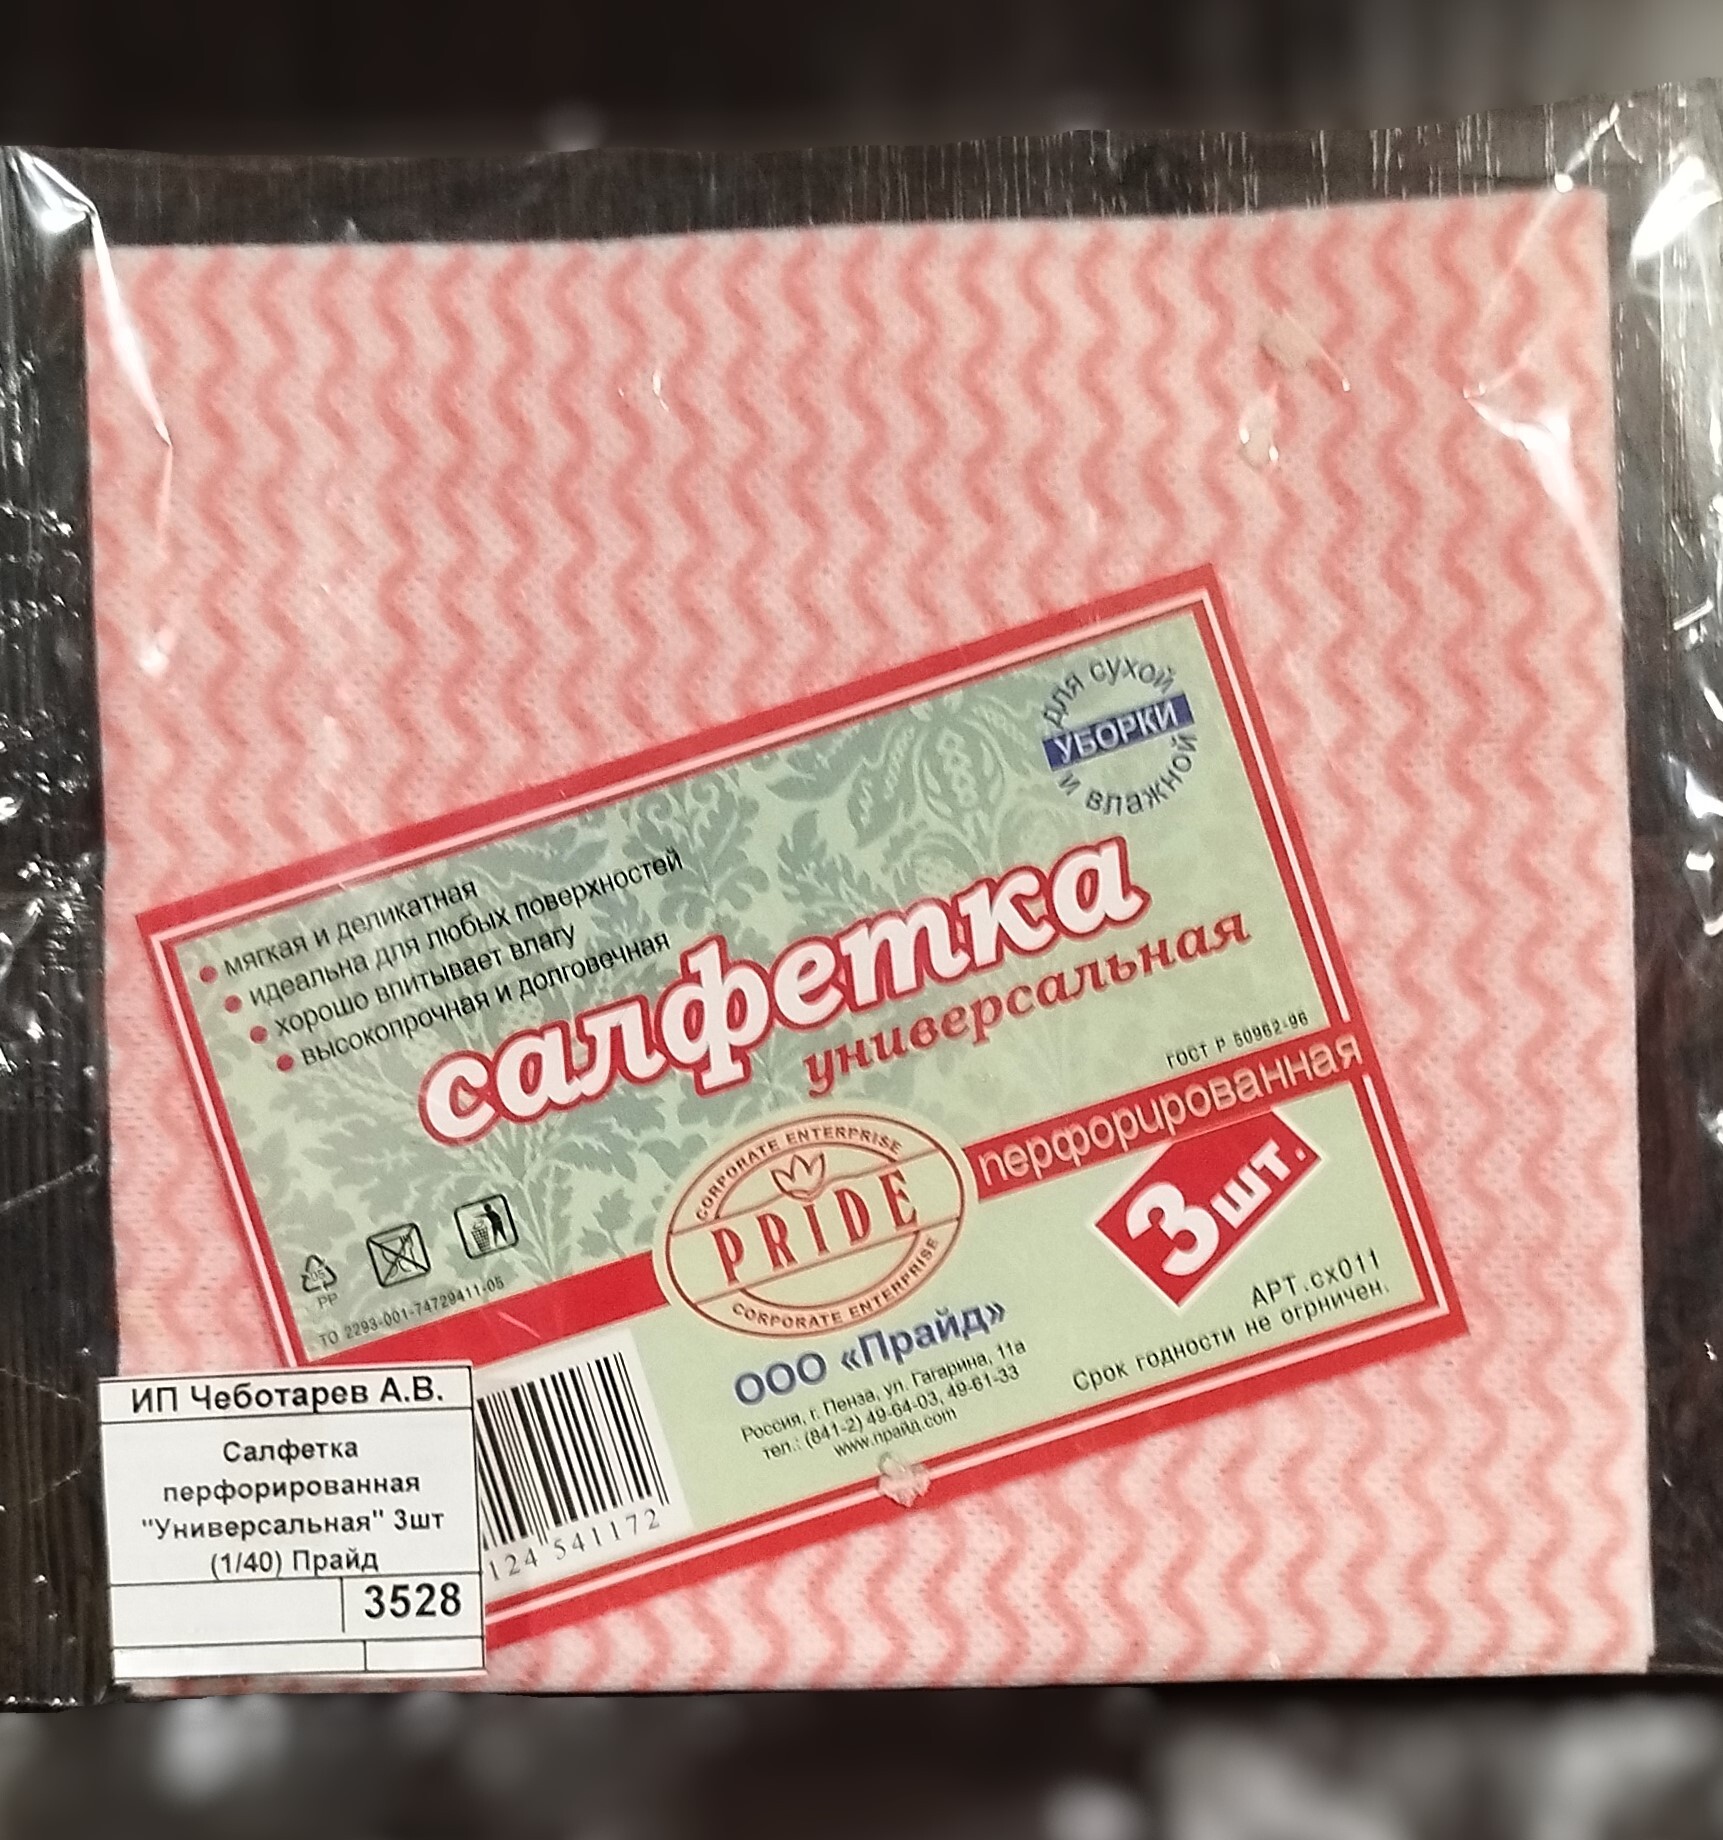 для сухой
УБОРКИ
и влажной
• мягкая и деликатная
• идеальна для любых поверхностей
• хорошо впитывает влагу
• высокопрочная и долговечная
салфетка
универсальная
ГОСТ Р 50962-96
перфорированная
3шт.
CORPORATE ENTERPRISE
PRIDE
CORPORATE ENTERPRISE
05
PP
ТО 2293-001-74729411-05
АРТ.сх011
Срок годности не огрничен.
ООО «Прайд»
Россия, г. Пенза, ул. Гагарина, 11а
тел.: (841-2) 49-64-03, 49-61-33
www.прайд.com
124 541172
ИП Чеботарев А.В.
Салфетка
перфорированная
"Универсальная" 3шт
(1/40) Прайд
3528